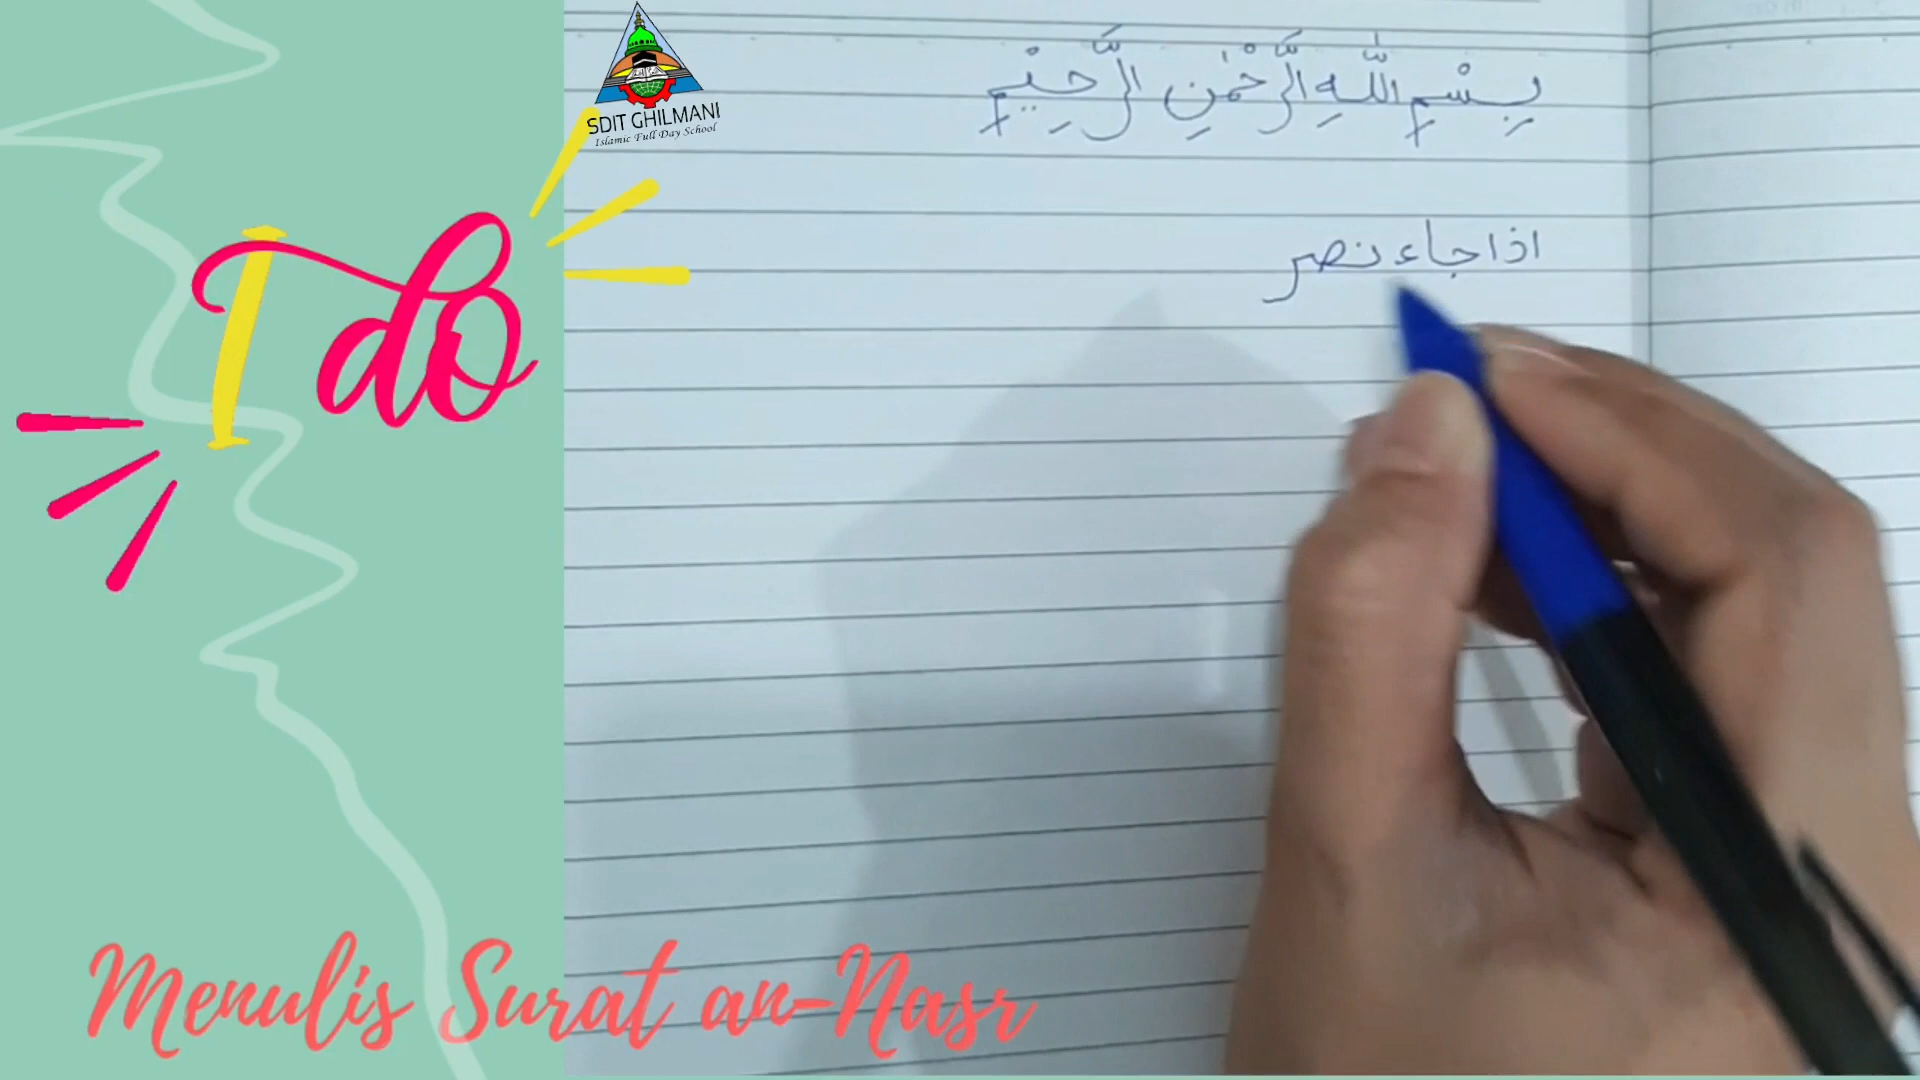 SDIT GHILMANI
Islamic Full Day School
بِسْمِ اللّٰهِ الرَّحْمٰنِ الرَّحِيْمِ
اذا جاء نصر
I do
Menulis Surat an-Nasr